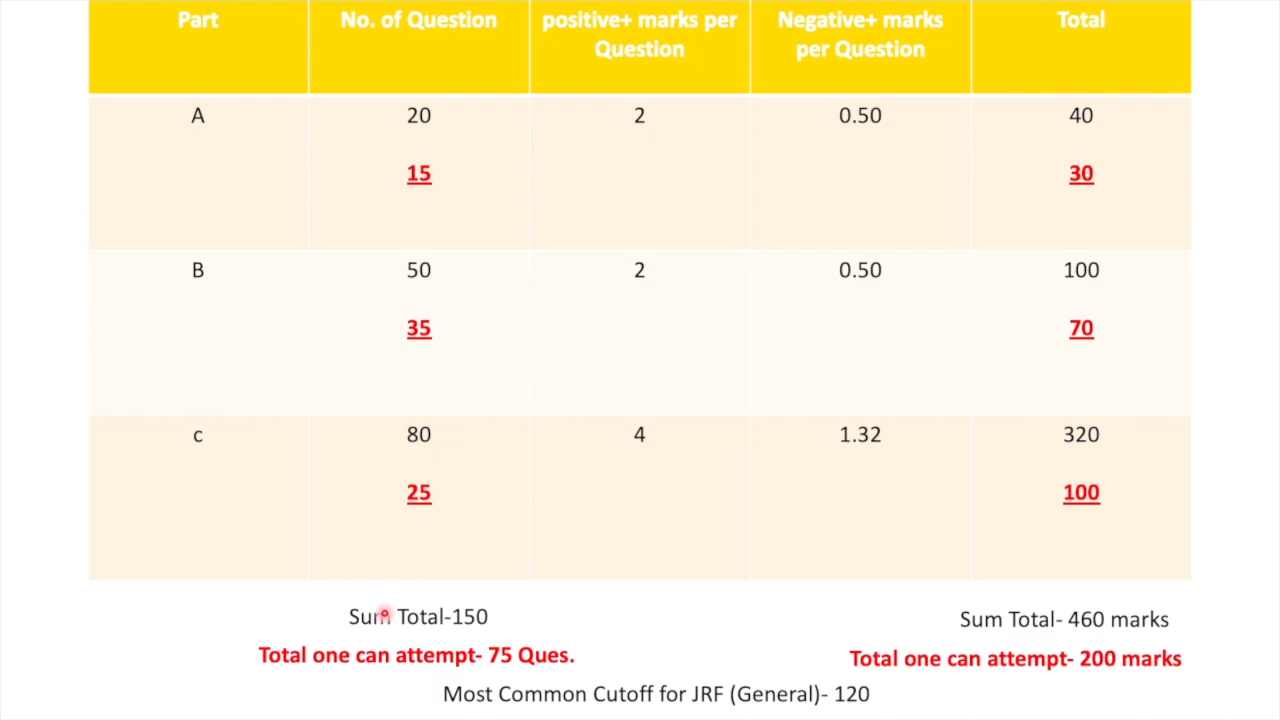 Part
No. of Question
positive+ marks per
Question
Negative+ marks
per Question
Total
A
20
2
0.50
40
15
30
B
50
2
0.50
100
35
70
c
80
4
1.32
320
25
100
Sum Total-150
Sum Total- 460 marks
Total one can attempt- 75 Ques.
Total one can attempt- 200 marks
Most Common Cutoff for JRF (General)- 120